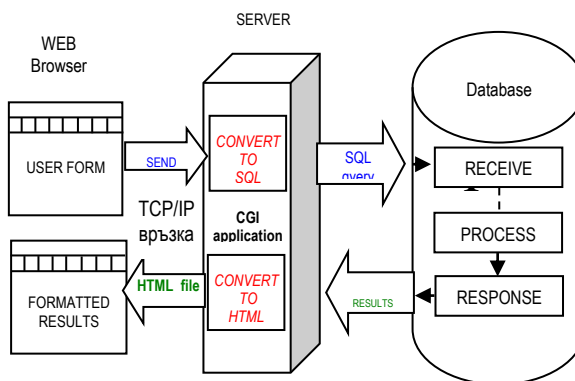 SERVER
WEB
Browser
Database
USER FORM
SEND
CONVERT
TO
SQL
SQL
query
RECEIVE
TCP/IP
връзка
CGI
application
PROCESS
FORMATTED
RESULTS
HTML file
CONVERT
TO
HTML
RESULTS
RESPONSE